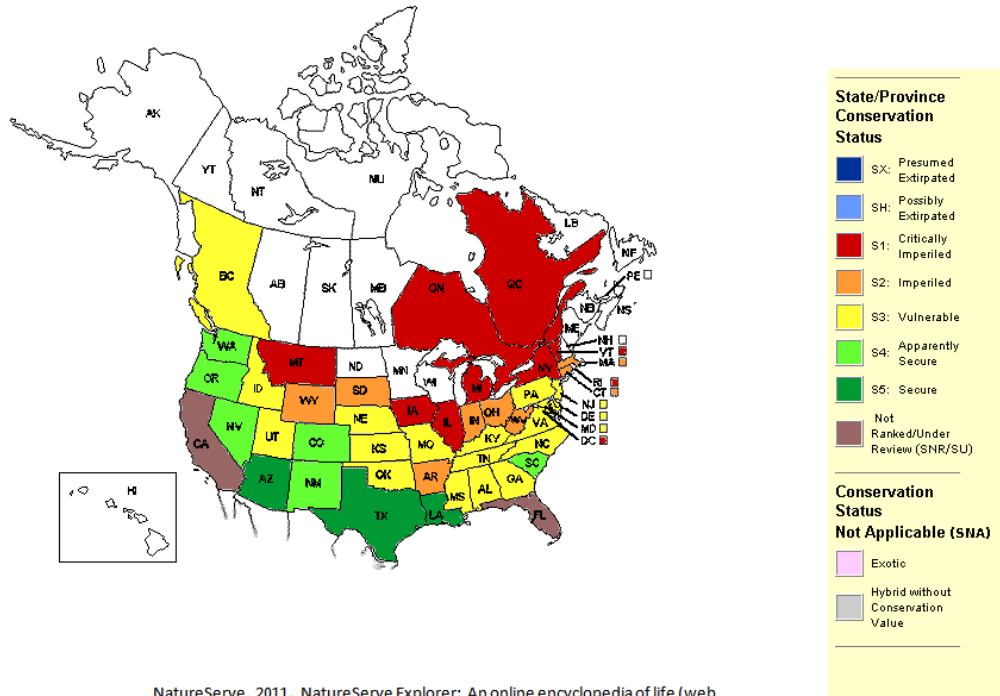 AK
YT
NT
NU
BC
AB
SK
MB
ON
QC
LB
NF
PE
NB
NS
ME
NH
VT
MA
RI
CT
NJ
DE
MD
DC
WA
MT
ND
MN
WI
MI
NY
OR
ID
WY
SD
IA
IL
IN
OH
PA
WV
VA
NV
UT
CO
NE
KS
MO
KY
NC
TN
CA
AZ
NM
OK
AR
SC
MS
AL
GA
TX
LA
FL
HI
State/Province
Conservation
Status
SX: Presumed
Extirpated
SH: Possibly
Extirpated
S1: Critically
Imperiled
S2: Imperiled
S3: Vulnerable
S4: Apparently
Secure
S5: Secure
Not
Ranked/Under
Review (SNR/SU)
Conservation
Status
Not Applicable (SNA)
Exotic
Hybrid without
Conservation
Value
NatureServe. 2011. NatureServe Explorer: An online encyclopedia of life (web